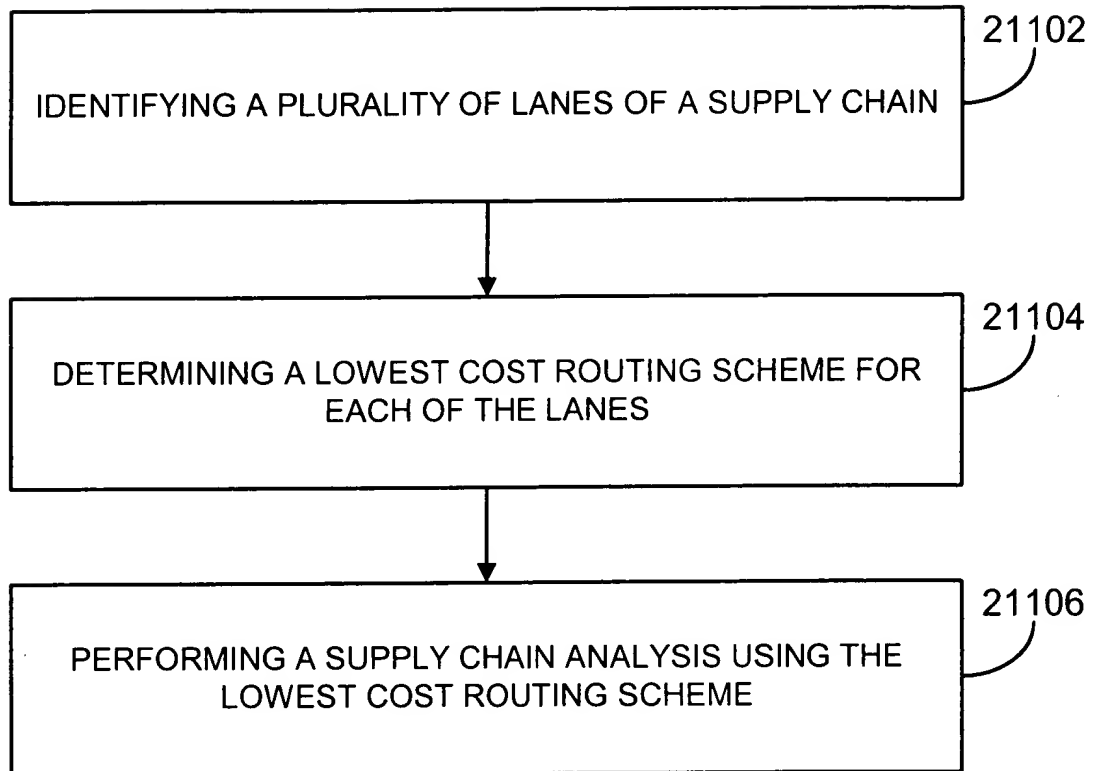 21102
IDENTIFYING A PLURALITY OF LANES OF A SUPPLY CHAIN
21104
DETERMINING A LOWEST COST ROUTING SCHEME FOR
EACH OF THE LANES
21106
PERFORMING A SUPPLY CHAIN ANALYSIS USING THE
LOWEST COST ROUTING SCHEME